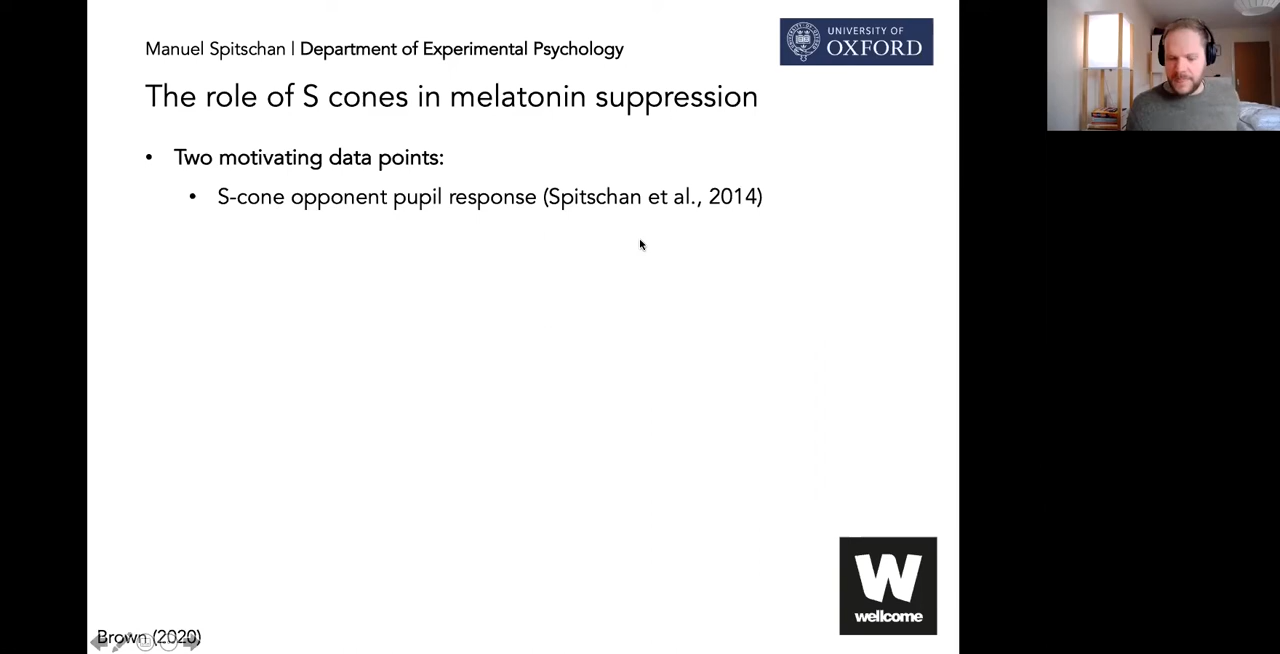 Manuel Spitschan | Department of Experimental Psychology
UNIVERSITY OF
OXFORD
The role of S cones in melatonin suppression
• Two motivating data points:
• S-cone opponent pupil response (Spitschan et al., 2014)
W
wellcome
Brown (2020)